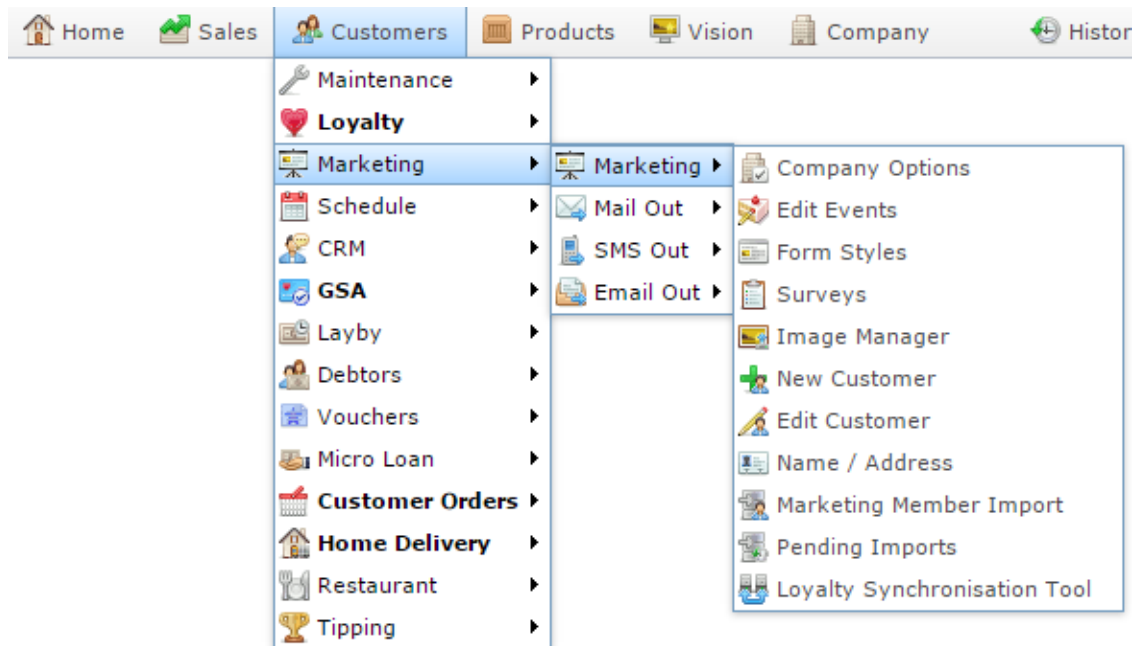 Home Sales Customers Products Vision Company Histor
Maintenance
Loyalty
Marketing
Schedule
CRM
GSA
Layby
Debtors
Vouchers
Micro Loan
Customer Orders
Home Delivery
Restaurant
Tipping
Marketing
Mail Out
SMS Out
Email Out
Company Options
Edit Events
Form Styles
Surveys
Image Manager
New Customer
Edit Customer
Name / Address
Marketing Member Import
Pending Imports
Loyalty Synchronisation Tool